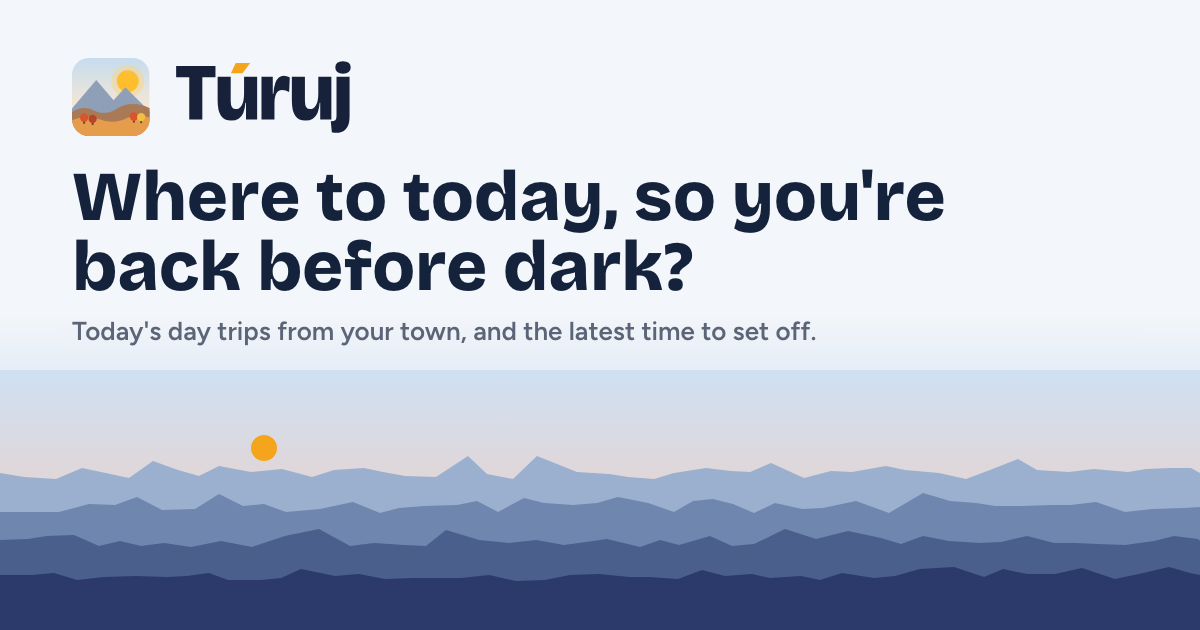 Túruj
Where to today, so you're
back before dark?
Today's day trips from your town, and the latest time to set off.